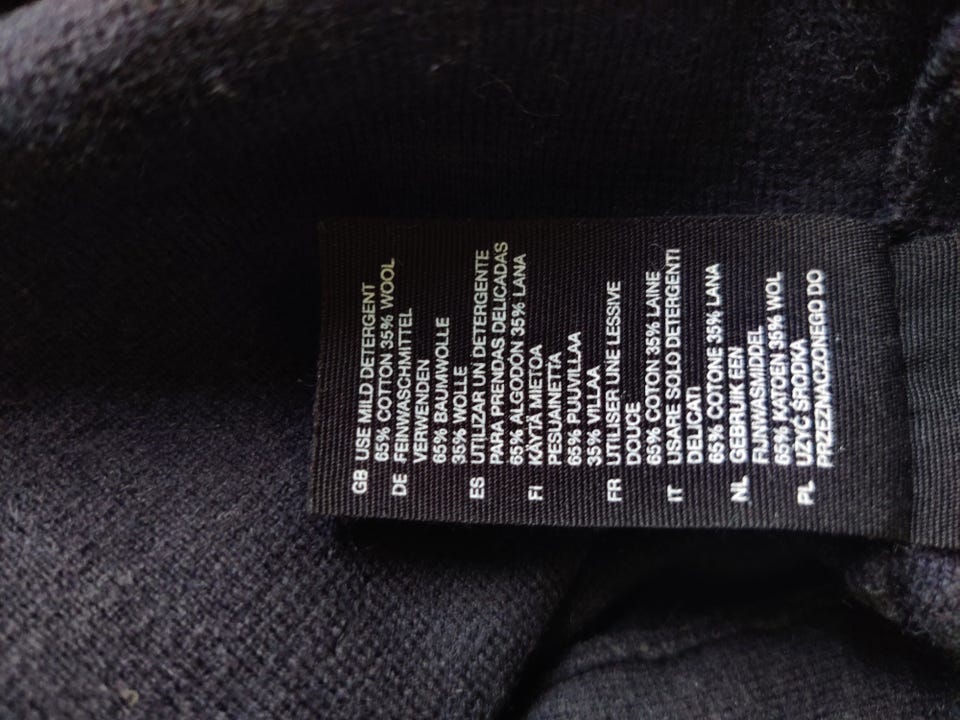 GB USE MILD DETERGENT
65% COTTON 35% WOOL
DE FEINWASCHMITTEL
VERWENDEN
65% BAUMWOLLE
35% WOLLE
ES UTILIZAR UN DETERGENTE
PARA PRENDAS DELICADAS
65% ALGODÓN 35% LANA
FI KÄYTÄ MIETOA
PESUAINETTA
65% PUUVILLAA
35% VILLAA
FR UTILISER UNE LESSIVE
DOUCE
65% COTON 35% LAINE
IT USARE SOLO DETERGENTI
DELICATI
65% COTONE 35% LANA
NL GEBRUIK EEN
FIJNWASMIDDEL
65% KATOEN 35% WOL
PL UŻYĆ ŚRODKA
PRZEZNACZONEGO DO